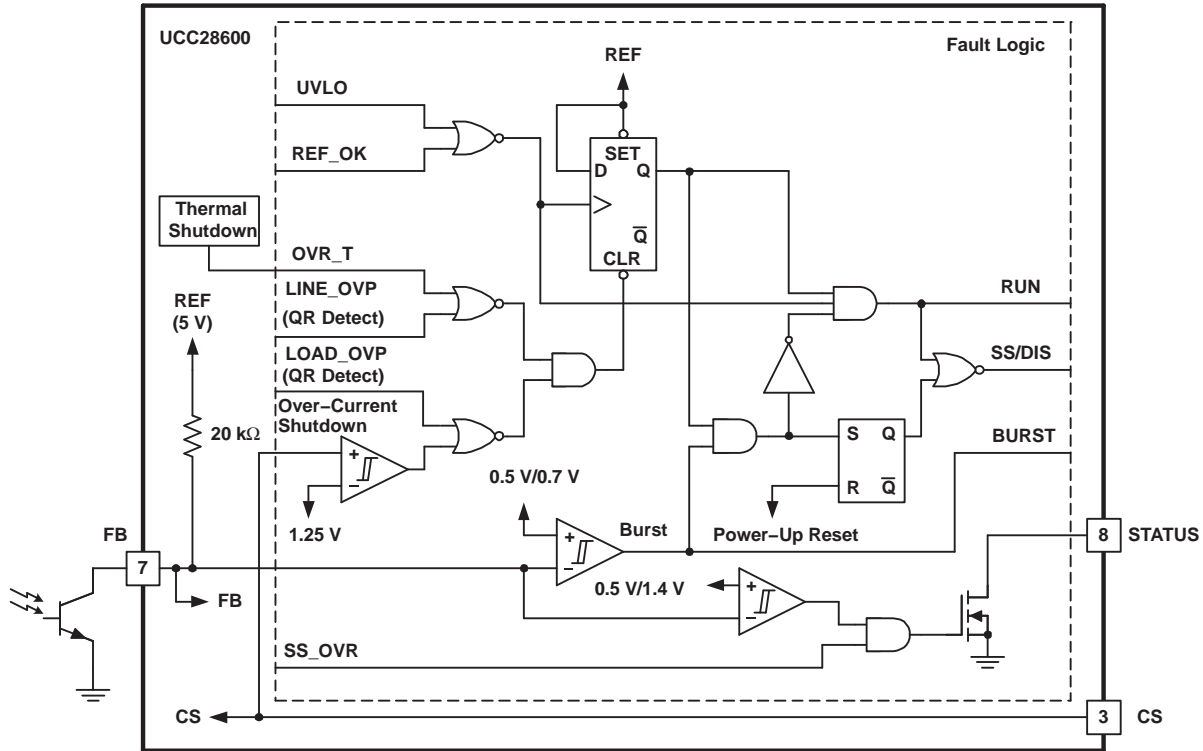 UCC28600
Fault Logic
REF
UVLO
REF_OK
SET
D Q
Q̅
CLR
Thermal
Shutdown
OVR_T
LINE_OVP
(QR Detect)
REF
(5 V)
LOAD_OVP
(QR Detect)
RUN
SS/DIS
Over−Current
Shutdown
20 kΩ
+
−
1.25 V
S Q
R Q̅
BURST
0.5 V/0.7 V
+
−
Burst
Power−Up Reset
FB
7
FB
0.5 V/1.4 V
+
−
8
STATUS
SS_OVR
CS
3
CS